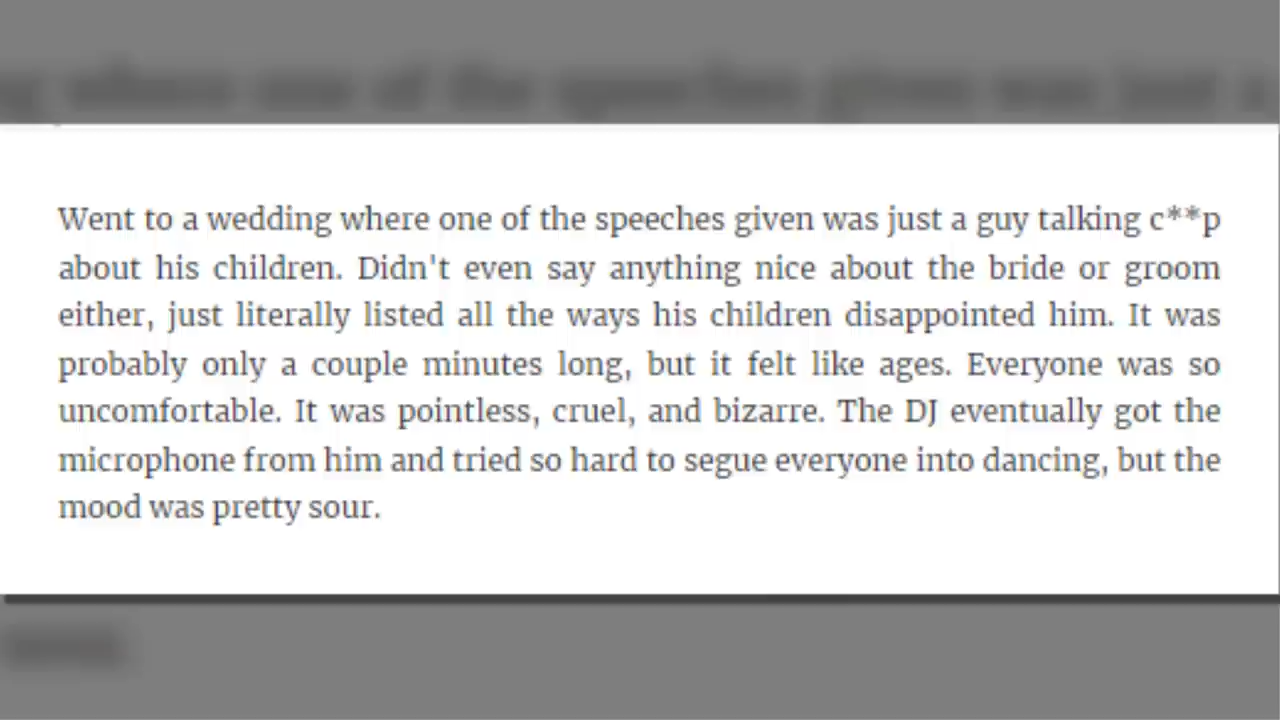 Went to a wedding where one of the speeches given was just a guy talking c**p
about his children. Didn't even say anything nice about the bride or groom
either, just literally listed all the ways his children disappointed him. It was
probably only a couple minutes long, but it felt like ages. Everyone was so
uncomfortable. It was pointless, cruel, and bizarre. The DJ eventually got the
microphone from him and tried so hard to segue everyone into dancing, but the
mood was pretty sour.